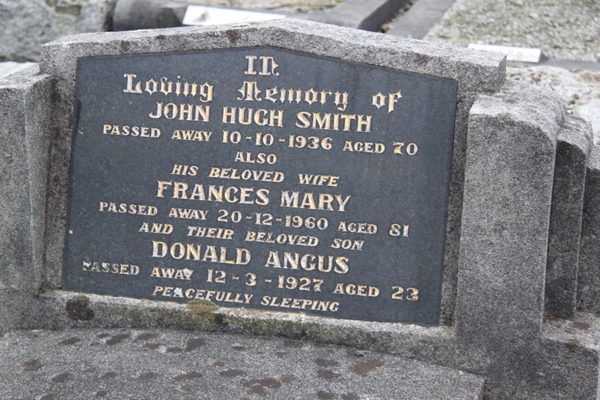 In
Loving Memory of
JOHN HUGH SMITH
PASSED AWAY 10-10-1936 AGED 70
ALSO
HIS BELOVED WIFE
FRANCES MARY
PASSED AWAY 20-12-1960 AGED 81
AND THEIR BELOVED SON
DONALD ANGUS
PASSED AWAY 12-3-1927 AGED 23
PEACEFULLY SLEEPING